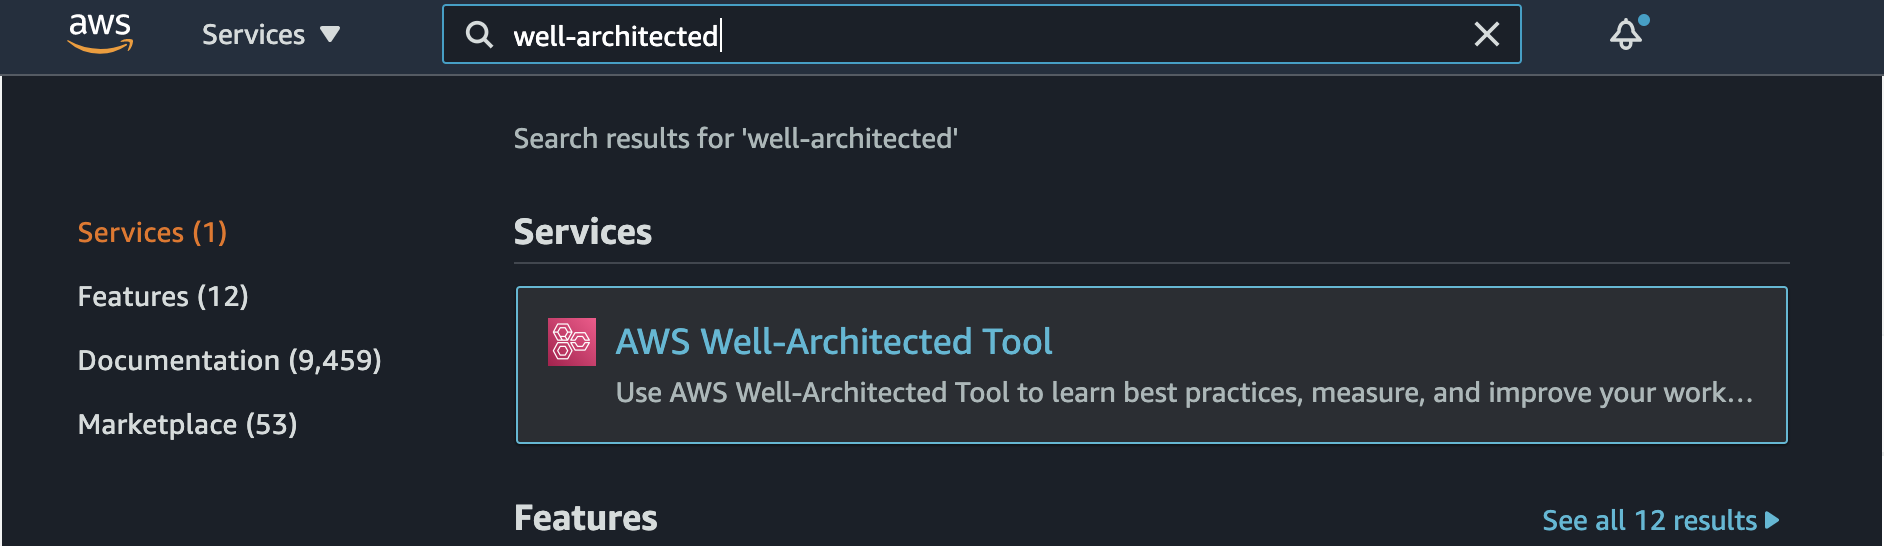 aws Services well-architected
Search results for 'well-architected'
Services (1)
Features (12)
Documentation (9,459)
Marketplace (53)
Services
AWS Well-Architected Tool
Use AWS Well-Architected Tool to learn best practices, measure, and improve your work...
Features See all 12 results